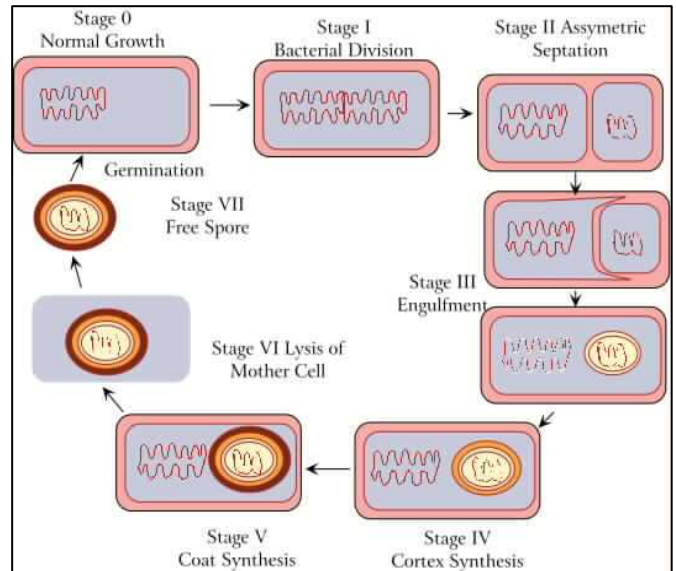 Stage 0
Normal Growth
Stage I
Bacterial Division
Stage II Assymetric
Septation
Germination
Stage VII
Free Spore
Stage III
Engulfment
Stage VI Lysis of
Mother Cell
Stage V
Coat Synthesis
Stage IV
Cortex Synthesis